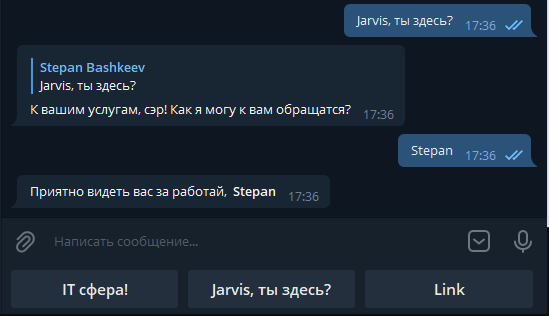 Jarvis, ты здесь?
17:36
Stepan Bashkeev
Jarvis, ты здесь?
К вашим услугам, сэр! Как я могу к вам обращатся?
17:36
Stepan
17:36
Приятно видеть вас за работай, Stepan
17:36
Написать сообщение...
IT сфера!
Jarvis, ты здесь?
Link